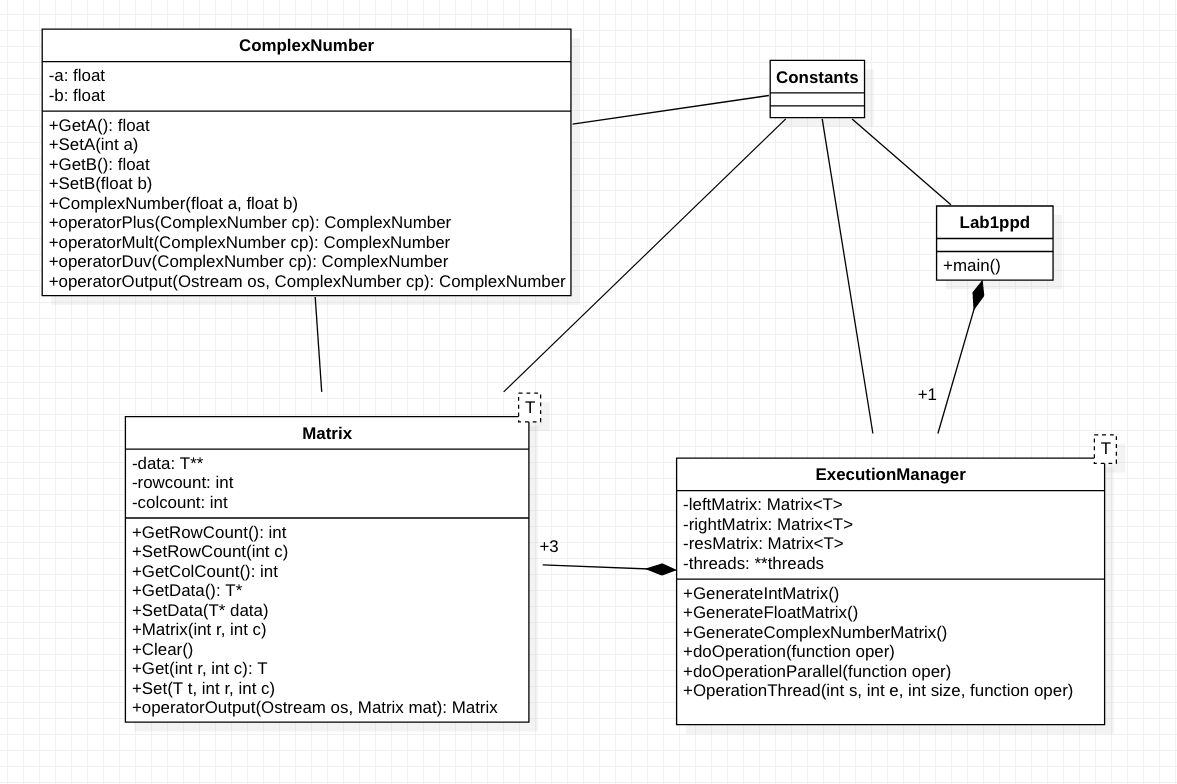 ComplexNumber
-a: float
-b: float
+GetA(): float
+SetA(int a)
+GetB(): float
+SetB(float b)
+ComplexNumber(float a, float b)
+operatorPlus(ComplexNumber cp): ComplexNumber
+operatorMult(ComplexNumber cp): ComplexNumber
+operatorDuv(ComplexNumber cp): ComplexNumber
+operatorOutput(Ostream os, ComplexNumber cp): ComplexNumber
Constants
Lab1ppd
+main()
+1
T
Matrix
-data: T**
-rowcount: int
-colcount: int
+GetRowCount(): int
+SetRowCount(int c)
+GetColCount(): int
+GetData(): T*
+SetData(T* data)
+Matrix(int r, int c)
+Clear()
+Get(int r, int c): T
+Set(T t, int r, int c)
+operatorOutput(Ostream os, Matrix mat): Matrix
+3
T
ExecutionManager
-leftMatrix: Matrix<T>
-rightMatrix: Matrix<T>
-resMatrix: Matrix<T>
-threads: **threads
+GenerateIntMatrix()
+GenerateFloatMatrix()
+GenerateComplexNumberMatrix()
+doOperation(function oper)
+doOperationParallel(function oper)
+OperationThread(int s, int e, int size, function oper)